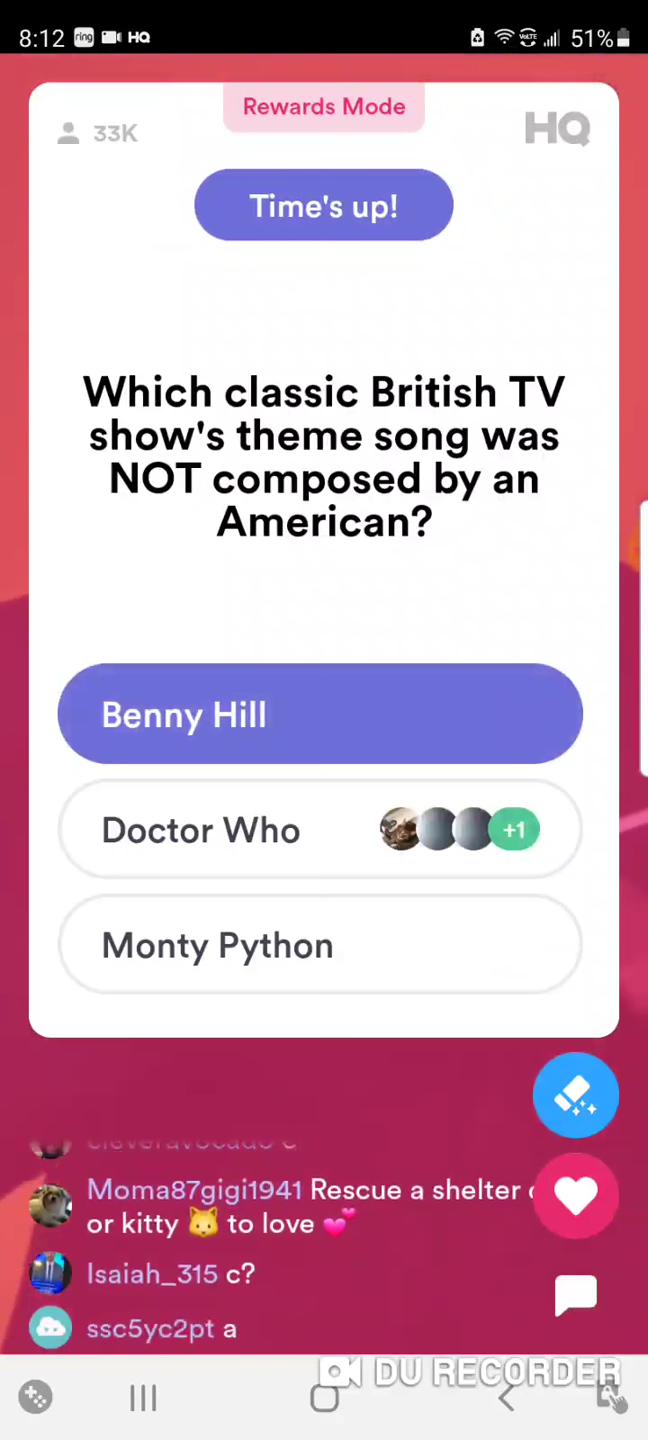 8:12 ring HQ VoLTE 51%
Rewards Mode
33K
HQ
Time's up!
Which classic British TV
show's theme song was
NOT composed by an
American?
Benny Hill
Doctor Who +1
Monty Python
Moma87gigi1941 Rescue a shelter
or kitty 🐱 to love 💕
Isaiah_315 c?
ssc5yc2pt a
DU RECORDER